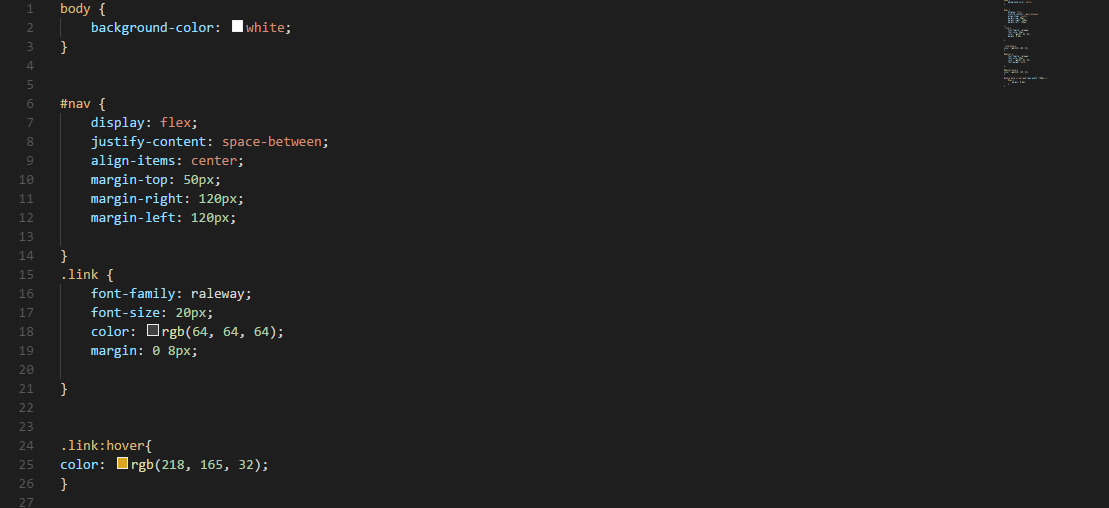 1 body {
2     background-color: white;
3 }
4
5
6 #nav {
7     display: flex;
8     justify-content: space-between;
9     align-items: center;
10     margin-top: 50px;
11     margin-right: 120px;
12     margin-left: 120px;
13
14 }
15 .link {
16     font-family: raleway;
17     font-size: 20px;
18     color: rgb(64, 64, 64);
19     margin: 0 8px;
20
21 }
22
23
24 .link:hover{
25 color: rgb(218, 165, 32);
26 }
27